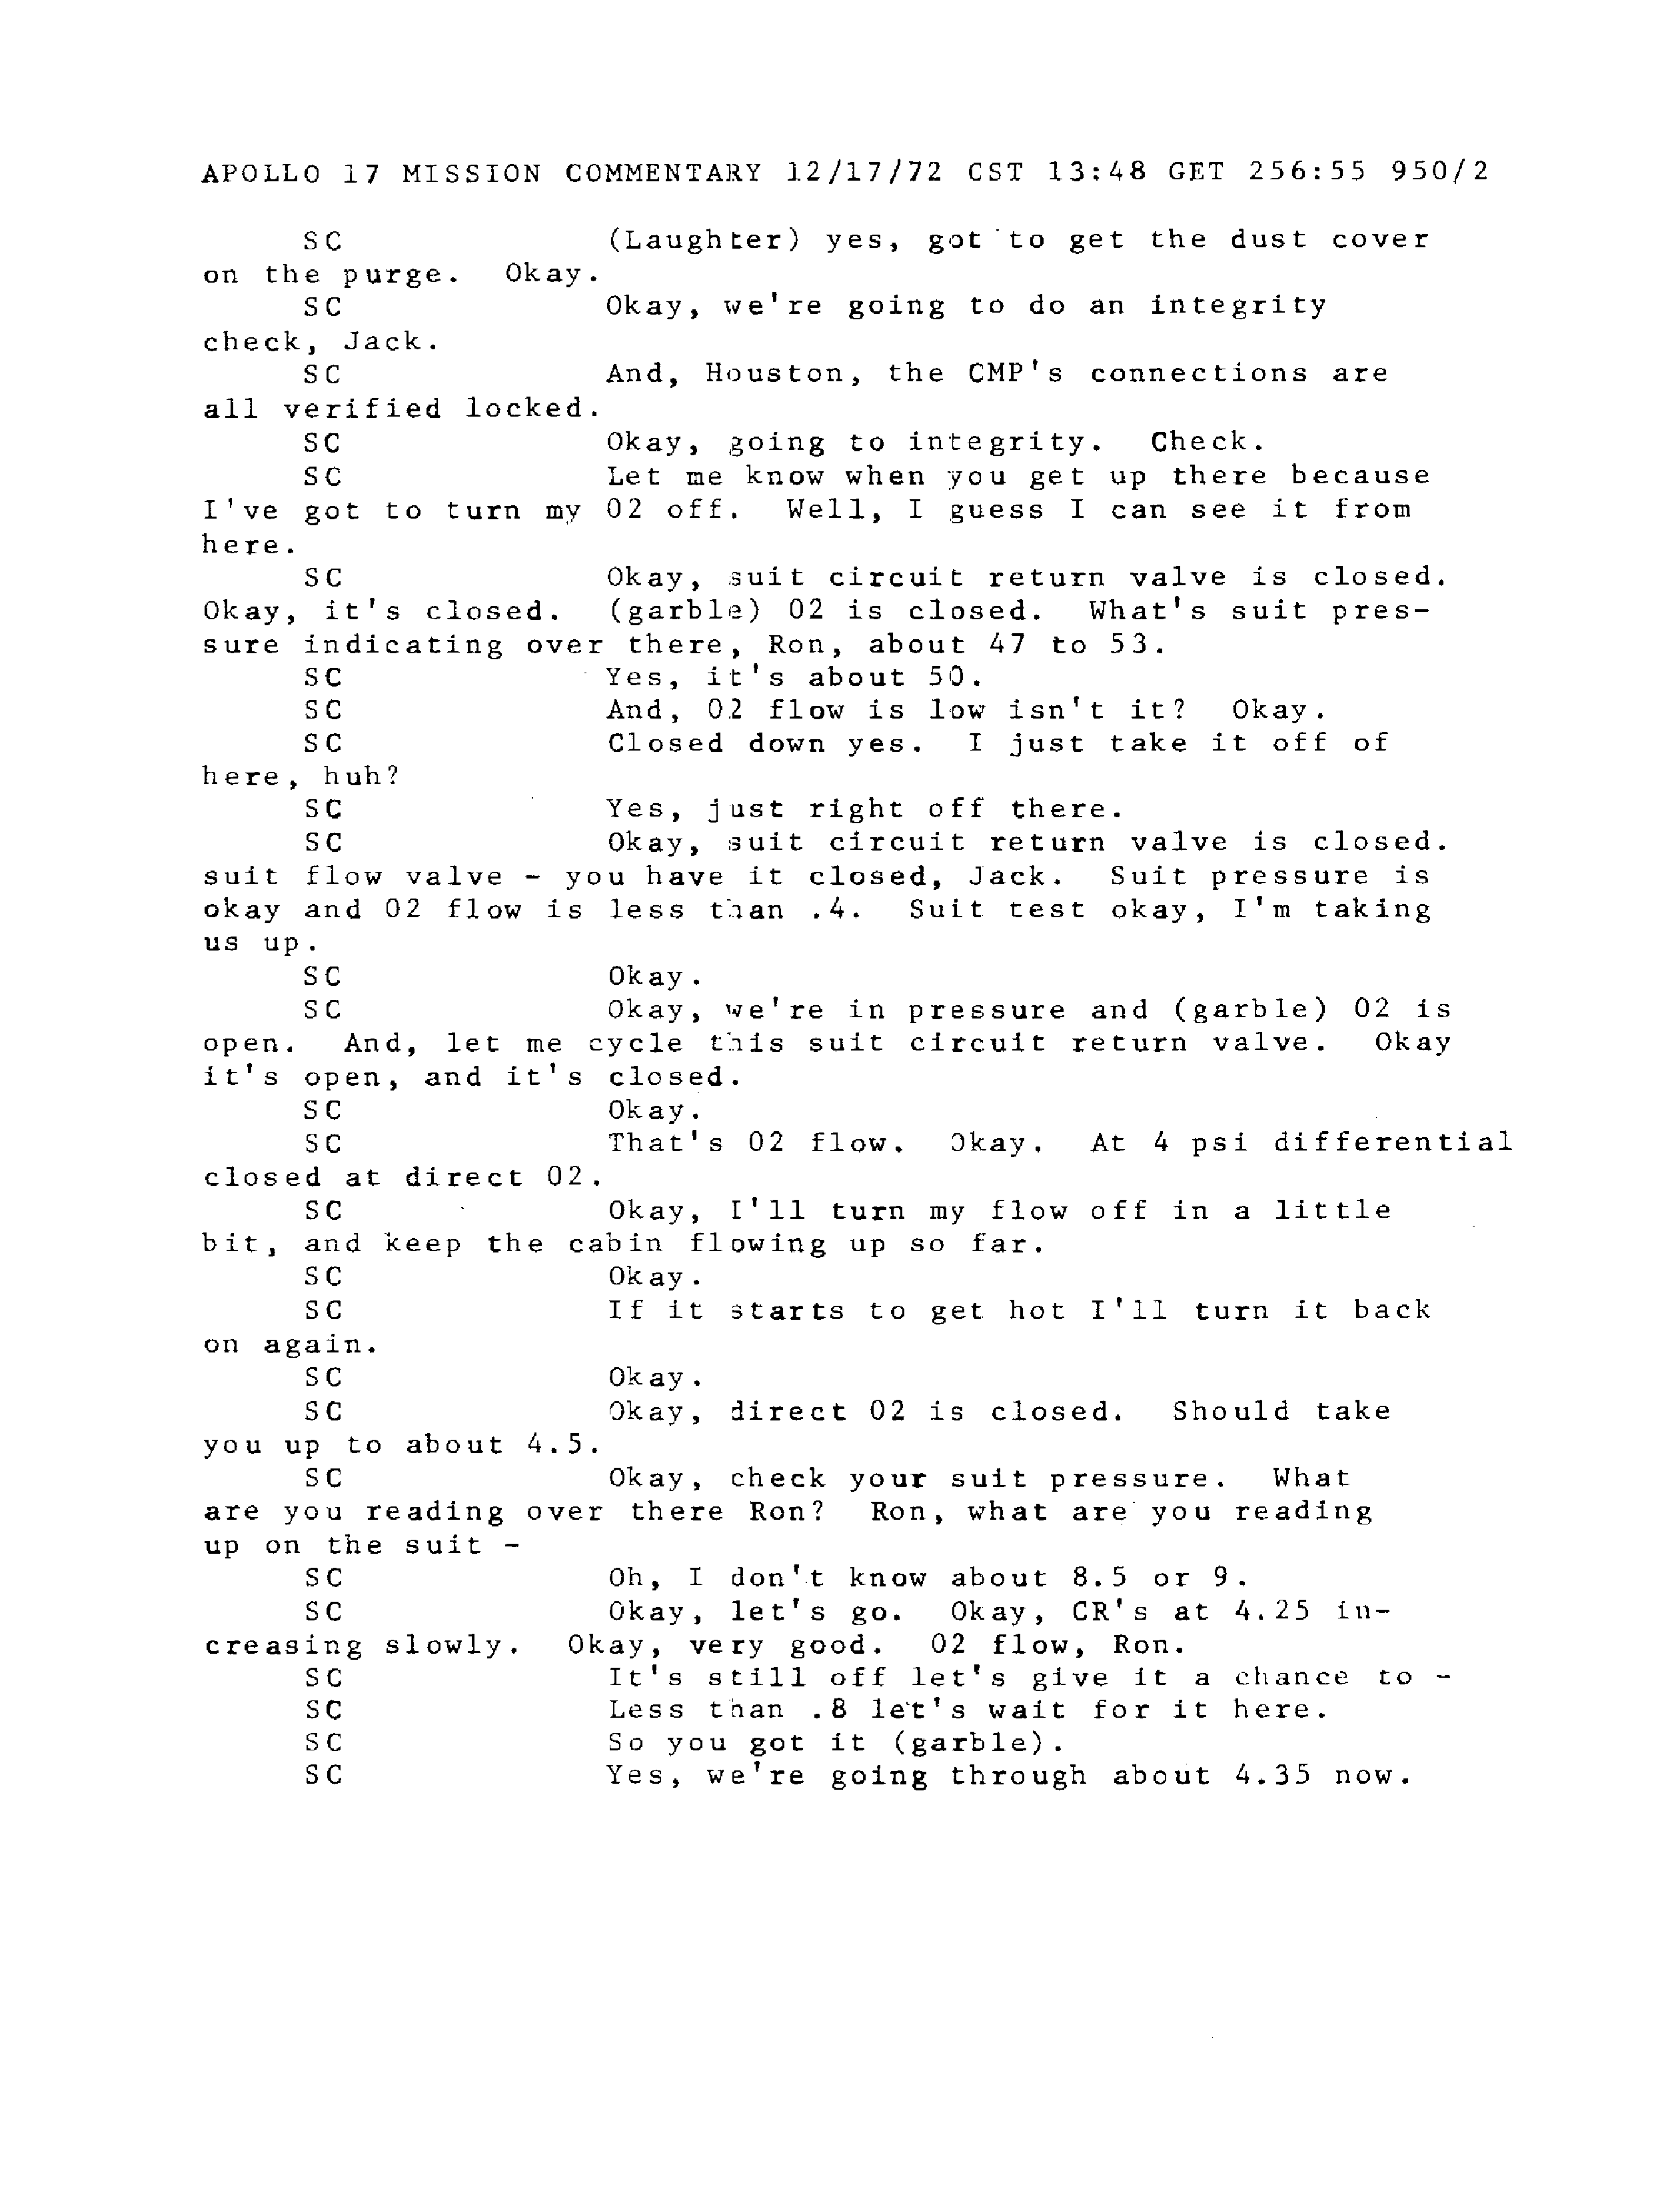 APOLLO 17 MISSION COMMENTARY 12/17/72 CST 13:48 GET 256:55 950/2
SC (Laughter) yes, got to get the dust cover
on the purge. Okay.
SC Okay, we're going to do an integrity
check, Jack.
SC And, Houston, the CMP's connections are
all verified locked.
SC Okay, going to integrity. Check.
SC Let me know when you get up there because
I've got to turn my 02 off. Well, I guess I can see it from
here.
SC Okay, suit circuit return valve is closed.
Okay, it's closed. (garble) 02 is closed. What's suit pres-
sure indicating over there, Ron, about 47 to 53.
SC Yes, it's about 50.
SC And, 02 flow is low isn't it? Okay.
SC Closed down yes. I just take it off of
here, huh?
SC Yes, just right off there.
SC Okay, suit circuit return valve is closed.
suit flow valve - you have it closed, Jack. Suit pressure is
okay and 02 flow is less than .4. Suit test okay, I'm taking
us up.
SC Okay.
SC Okay, we're in pressure and (garble) 02 is
open. And, let me cycle this suit circuit return valve. Okay
it's open, and it's closed.
SC Okay.
SC That's 02 flow. Okay. At 4 psi differential
closed at direct 02.
SC Okay, I'll turn my flow off in a little
bit, and keep the cabin flowing up so far.
SC Okay.
SC If it starts to get hot I'll turn it back
on again.
SC Okay.
SC Okay, direct 02 is closed. Should take
you up to about 4.5.
SC Okay, check your suit pressure. What
are you reading over there Ron? Ron, what are you reading
up on the suit -
SC Oh, I don't know about 8.5 or 9.
SC Okay, let's go. Okay, CR's at 4.25 in-
creasing slowly. Okay, very good. 02 flow, Ron.
SC It's still off let's give it a chance to -
SC Less than .8 let's wait for it here.
SC So you got it (garble).
SC Yes, we're going through about 4.35 now.